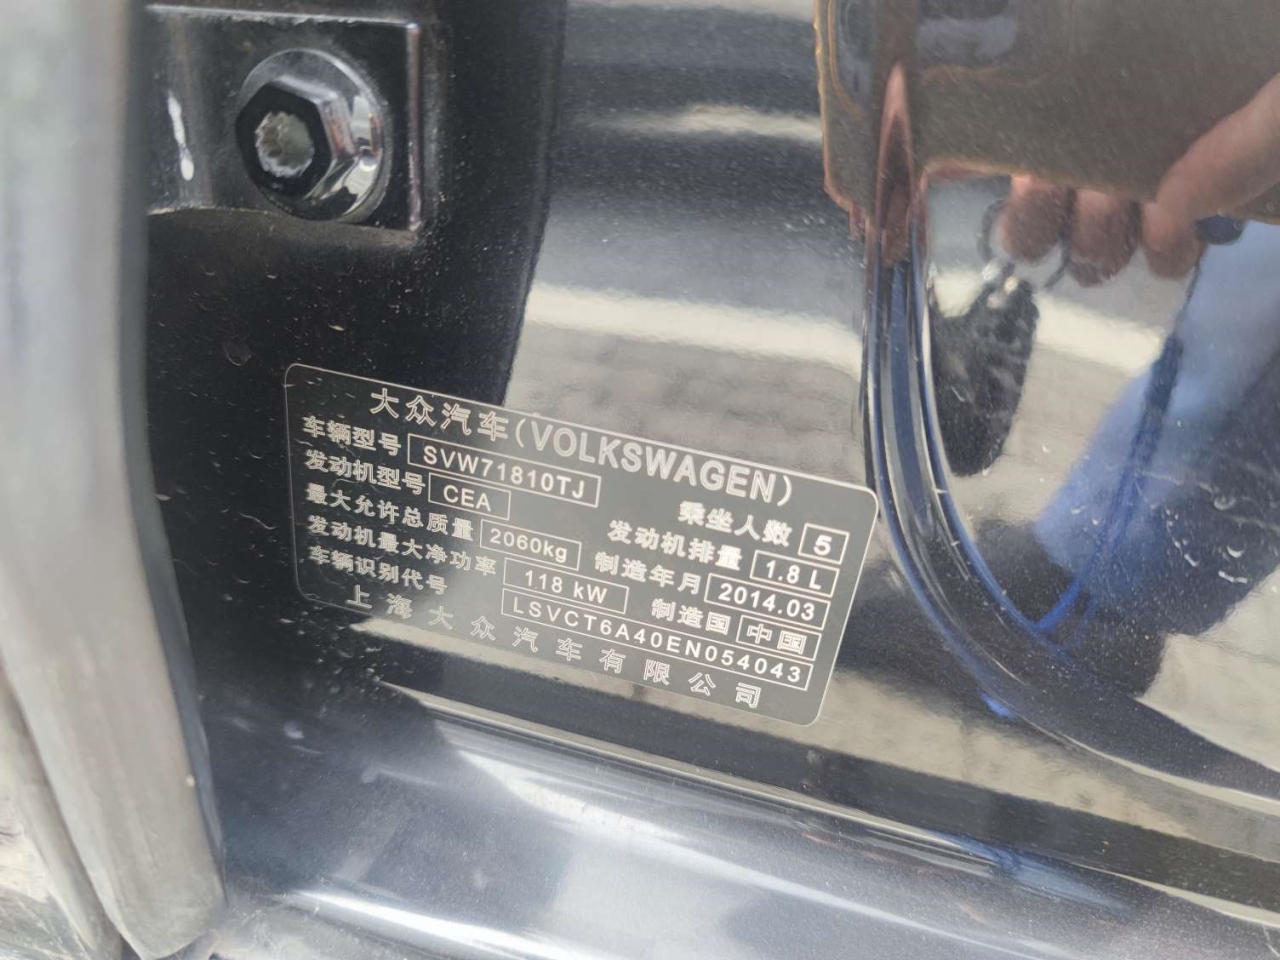 大众汽车(VOLKSWAGEN)
车辆型号 SVW71810TJ 乘坐人数 5
发动机型号 CEA 发动机排量 1.8 L
最大允许总质量 2060kg 制造年月 2014.03
发动机最大净功率 118 kW 制造国 中国
车辆识别代号 LSVCT6A40EN054043
上海大众汽车有限公司